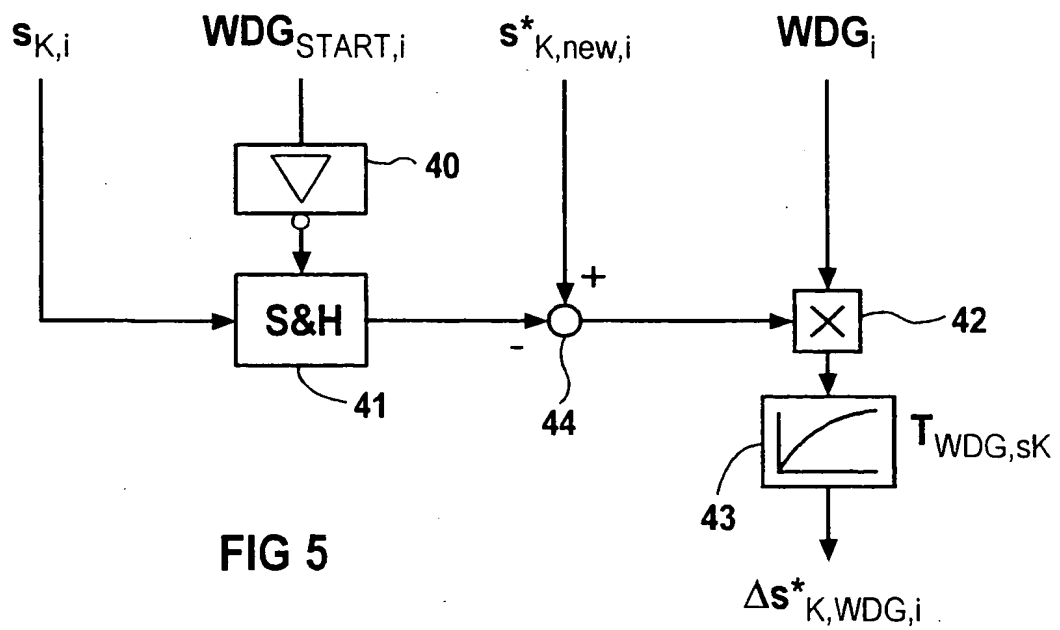 s_K,i WDG_START,i s*_K,new,i WDG_i
40
+
S&H - × 42
41 44
T_WDG,sK
43
FIG 5
Δs*_K,WDG,i